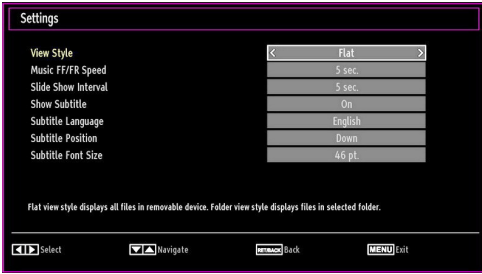 Settings
View Style < Flat >
Music FF/FR Speed 5 sec.
Slide Show Interval 5 sec.
Show Subtitle On
Subtitle Language English
Subtitle Position Down
Subtitle Font Size 46 pt.
Flat view style displays all files in removable device. Folder view style displays files in selected folder.
Select Navigate RET/BACK Back MENU Exit